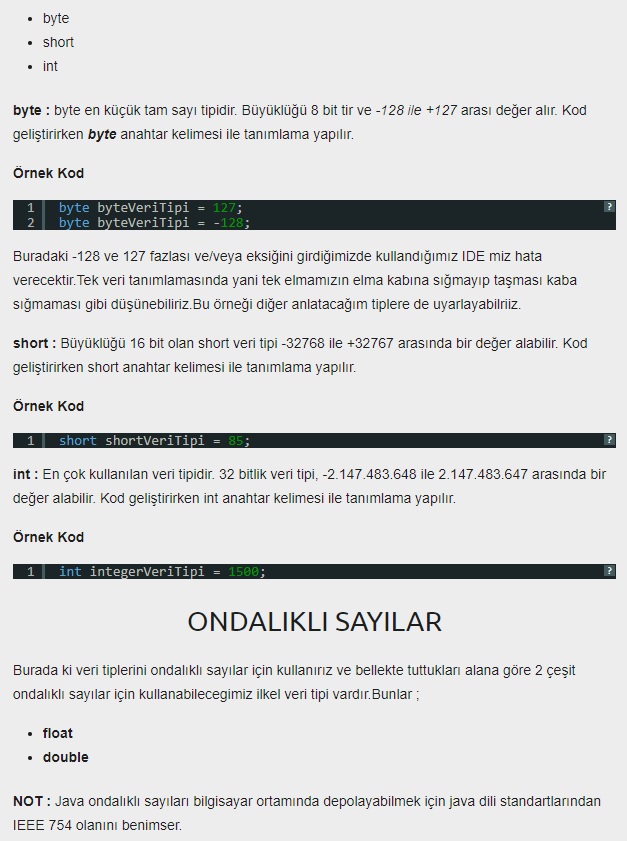 byte
short
int
byte : byte en küçük tam sayı tipidir. Büyüklüğü 8 bit tir ve -128 ile +127 arası değer alır. Kod
geliştirirken byte anahtar kelimesi ile tanımlama yapılır.
Örnek Kod
1 byte byteVeriTipi = 127; ?
2 byte byteVeriTipi = -128;
Buradaki -128 ve 127 fazlası ve/veya eksiğini girdiğimizde kullandığımız IDE miz hata
verecektir.Tek veri tanımlamasında yani tek elmamızın elma kabına sığmayıp taşması kaba
sığmaması gibi düşünebiliriz.Bu örneği diğer anlatacağım tiplere de uyarlayabilriiz.
short : Büyüklüğü 16 bit olan short veri tipi -32768 ile +32767 arasında bir değer alabilir. Kod
geliştirirken short anahtar kelimesi ile tanımlama yapılır.
Örnek Kod
1 short shortVeriTipi = 85; ?
int : En çok kullanılan veri tipidir. 32 bitlik veri tipi, -2.147.483.648 ile 2.147.483.647 arasında bir
değer alabilir. Kod geliştirirken int anahtar kelimesi ile tanımlama yapılır.
Örnek Kod
1 int integerVeriTipi = 1500; ?
ONDALIKLI SAYILAR
Burada ki veri tiplerini ondalıklı sayılar için kullanırız ve bellekte tuttukları alana göre 2 çeşit
ondalıklı sayılar için kullanabilecegimiz ilkel veri tipi vardır.Bunlar ;
float
double
NOT : Java ondalıklı sayıları bilgisayar ortamında depolayabilmek için java dili standartlarından
IEEE 754 olanını benimser.